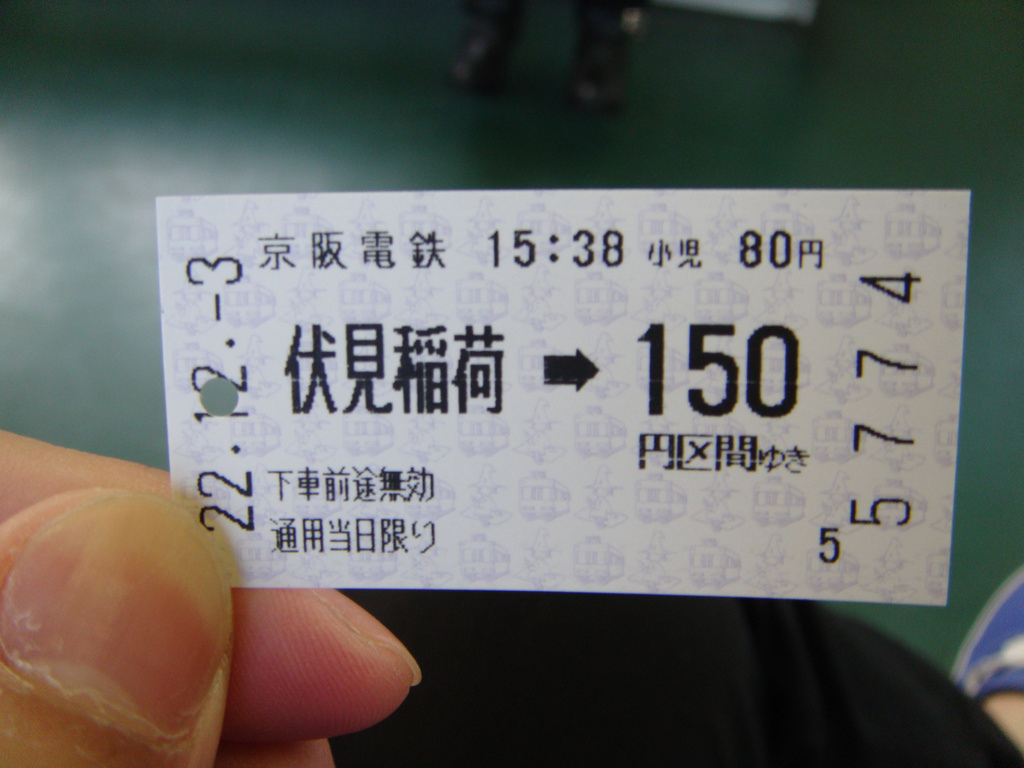 京阪電鉄 15:38 小児 80円
22.12.-3
伏見稲荷➡150
円区間ゆき
下車前途無効
通用当日限り
5
5774